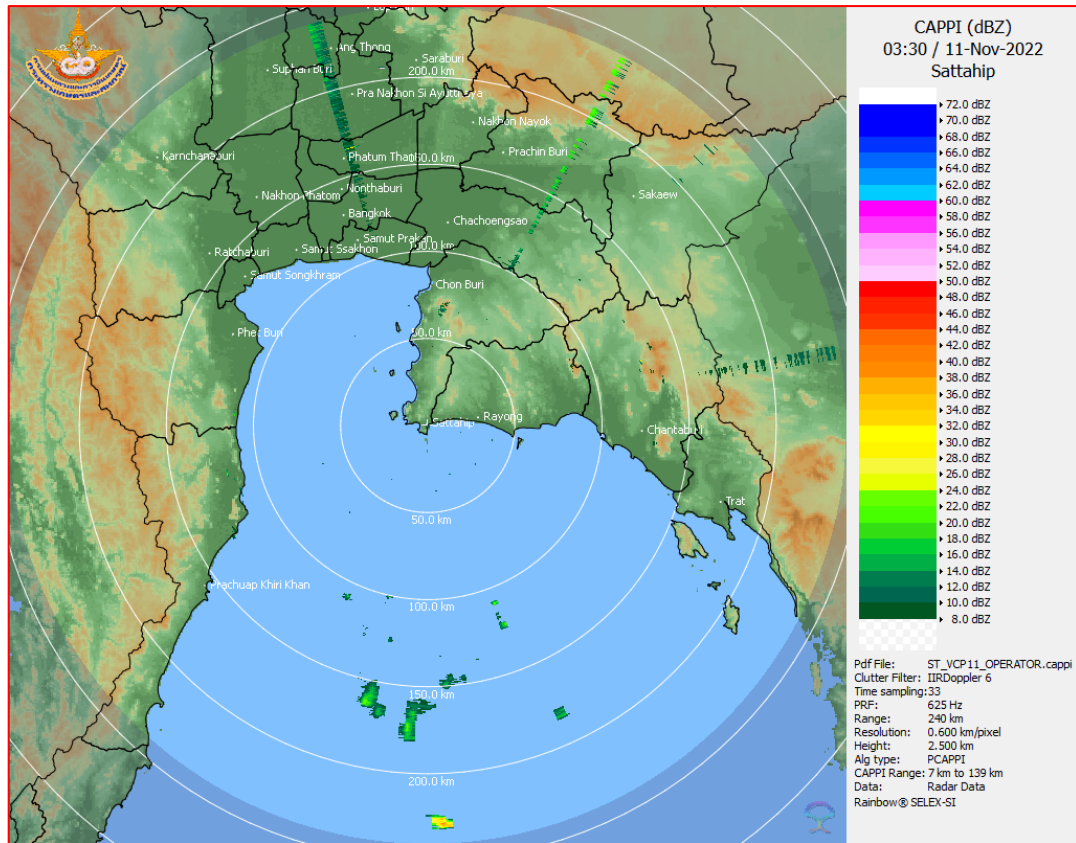 CAPPI (dBZ)
03:30 / 11-Nov-2022
Sattahip
72.0 dBZ
70.0 dBZ
68.0 dBZ
66.0 dBZ
64.0 dBZ
62.0 dBZ
60.0 dBZ
58.0 dBZ
56.0 dBZ
54.0 dBZ
52.0 dBZ
50.0 dBZ
48.0 dBZ
46.0 dBZ
44.0 dBZ
42.0 dBZ
40.0 dBZ
38.0 dBZ
36.0 dBZ
34.0 dBZ
32.0 dBZ
30.0 dBZ
28.0 dBZ
26.0 dBZ
24.0 dBZ
22.0 dBZ
20.0 dBZ
18.0 dBZ
16.0 dBZ
14.0 dBZ
12.0 dBZ
10.0 dBZ
8.0 dBZ
Pdf File: ST_VCP11_OPERATOR.cappi
Clutter Filter: IIRDoppler 6
Time sampling:33
PRF: 625 Hz
Range: 240 km
Resolution: 0.600 km/pixel
Height: 2.500 km
Alg type: PCAPPI
CAPPI Range: 7 km to 139 km
Data: Radar Data
Rainbow® SELEX-SI
Ang Thong
Saraburi
Suphan Buri
200.0 km
Pra Nakhon Si Ayuttaya
Nakhon Nayok
Karnchanaburi
Phatum Thani
150.0 km
Prachin Buri
Nonthaburi
Nakhon Phatom
Sakaew
Bangkok
Chachoengsao
Samut Prakan
Samut Ssakhon
100.0 km
Ratchaburi
Samut Songkhram
Chon Buri
Phet Buri
50.0 km
Rayong
Sattahip
Chantaburi
Trat
50.0 km
Prachuap Khiri Khan
100.0 km
150.0 km
200.0 km